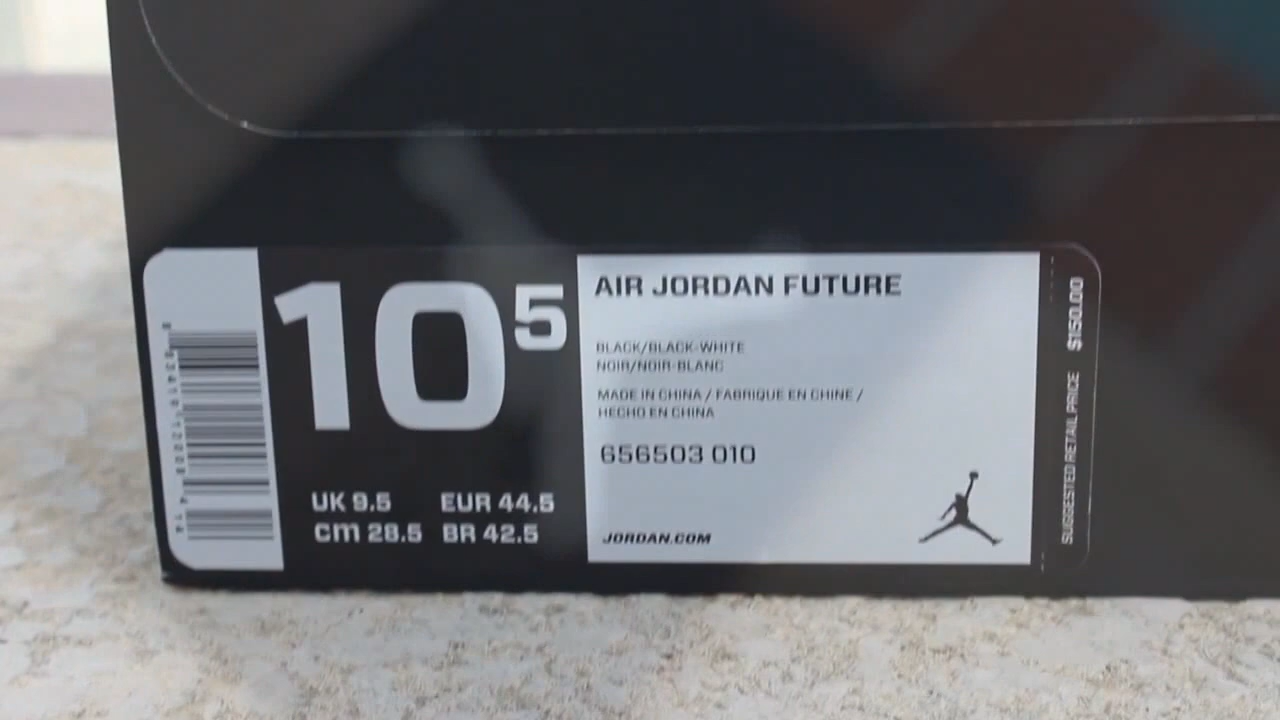 10 5
UK 9.5 EUR 44.5
cm 28.5 BR 42.5
AIR JORDAN FUTURE
BLACK/BLACK-WHITE
NOIR/NOIR-BLANC
MADE IN CHINA / FABRIQUE EN CHINE /
HECHO EN CHINA
656503 010
JORDAN.COM
SUGGESTED RETAIL PRICE $150.00